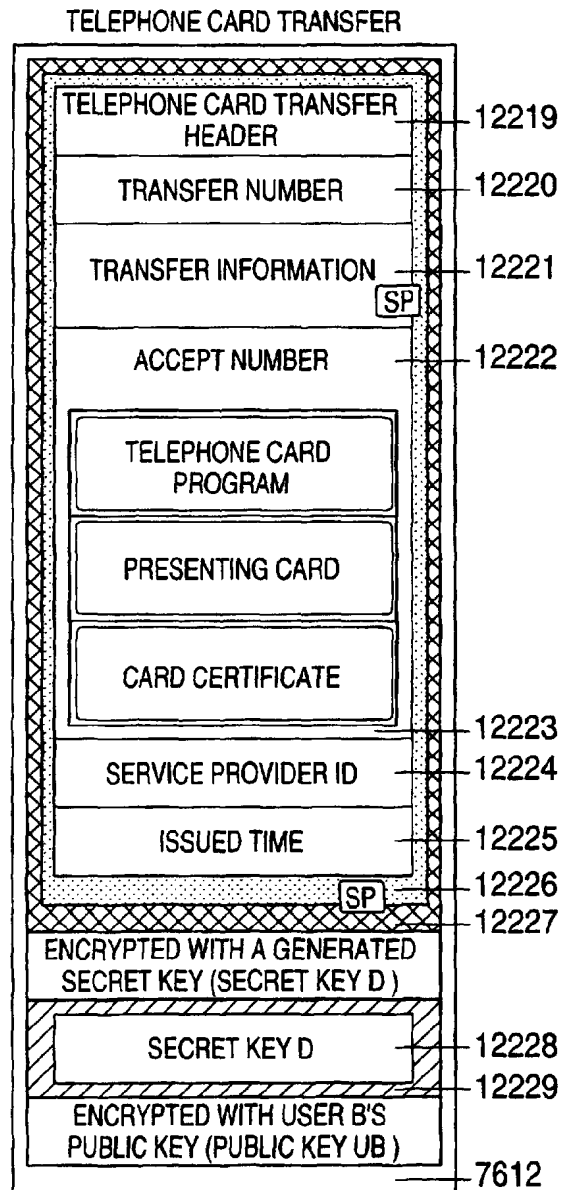 TELEPHONE CARD TRANSFER
TELEPHONE CARD TRANSFER
HEADER
12219
TRANSFER NUMBER
12220
TRANSFER INFORMATION
12221
SP
ACCEPT NUMBER
12222
TELEPHONE CARD
PROGRAM
PRESENTING CARD
CARD CERTIFICATE
12223
SERVICE PROVIDER ID
12224
ISSUED TIME
12225
12226
SP
12227
ENCRYPTED WITH A GENERATED
SECRET KEY (SECRET KEY D )
SECRET KEY D
12228
12229
ENCRYPTED WITH USER B'S
PUBLIC KEY (PUBLIC KEY UB )
7612